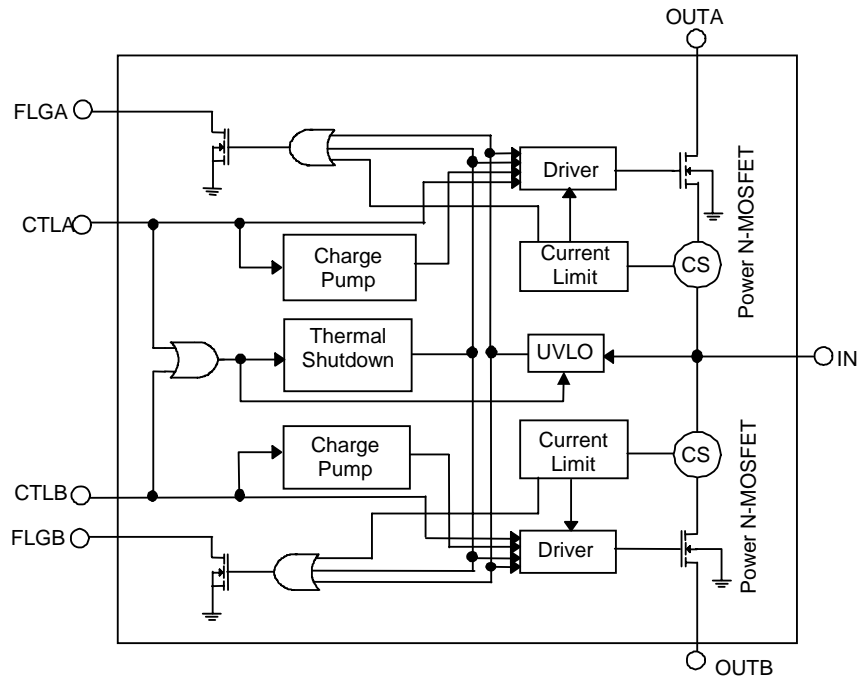 OUTA
FLGA
Driver
CTLA
Charge
Pump
Current
Limit
CS
Power N-MOSFET
Thermal
Shutdown
UVLO
IN
Charge
Pump
Current
Limit
CS
Power N-MOSFET
CTLB
FLGB
Driver
OUTB